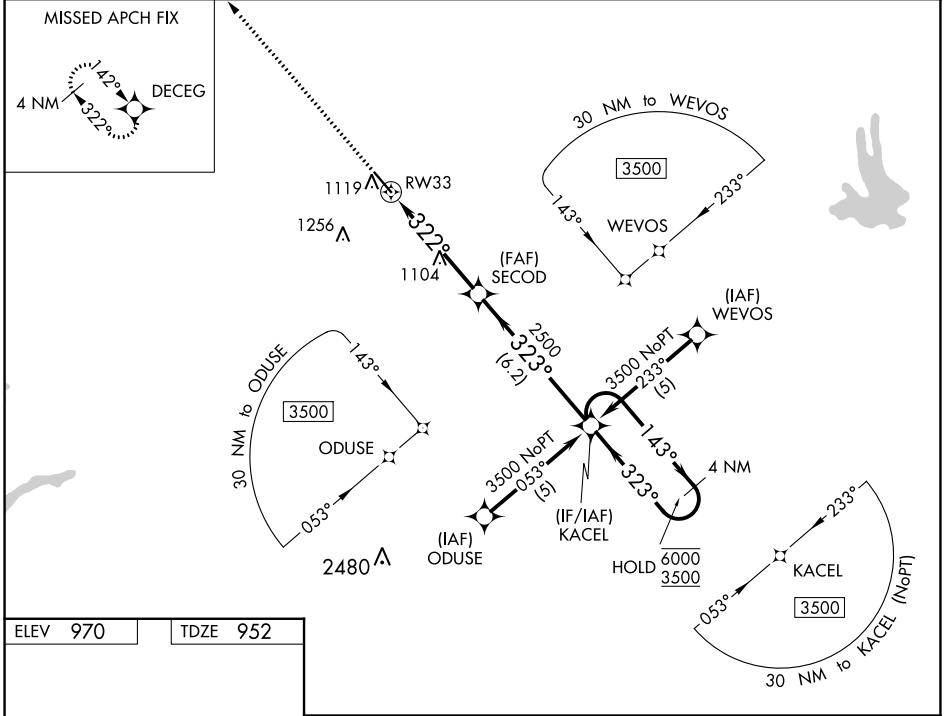 MISSED APCH FIX
142°
DECEG
4 NM
322°
30 NM to WEVOS
3500
143°
233°
WEVOS
1119
RW33
1256
322°
1104
(FAF)
SECOD
(IAF)
WEVOS
2500
323°
(6.2)
3500 NoPT
233°
(5)
30 NM to ODUSE
143°
3500
ODUSE
053°
3500 NoPT
053°
(5)
143°
323°
4 NM
(IF/IAF)
KACEL
(IAF)
ODUSE
HOLD
6000
3500
2480
233°
KACEL
053°
3500
30 NM to KACEL (NoPT)
ELEV 970
TDZE 952